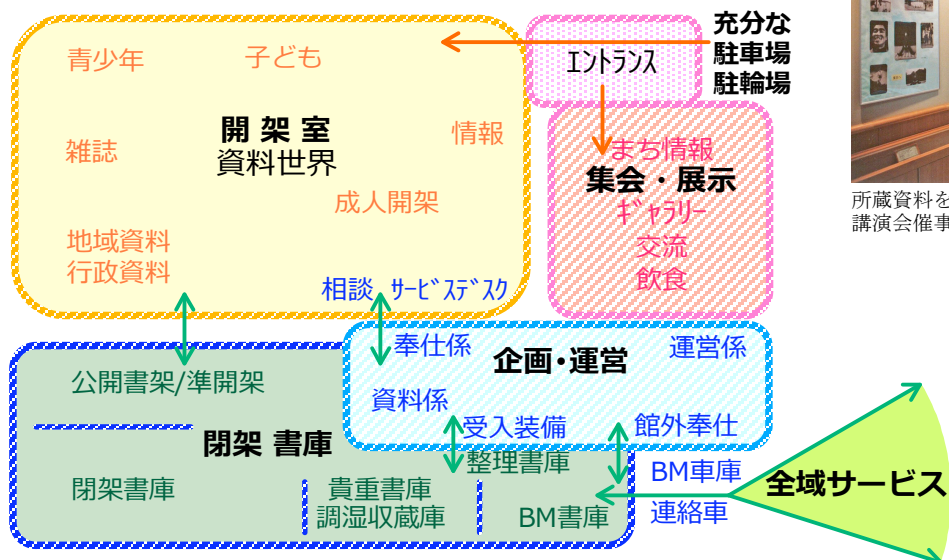 充分な
駐車場
駐輪場
エントランス
青少年
子ども
開 架 室
資料世界
情報
雑誌
成人開架
地域資料
行政資料
相談 サービスデスク
まち情報
集会・展示
ギャラリー
交流
飲食
所蔵資料を
講演会催事
奉仕係
企画・運営
運営係
資料係
受入装備
館外奉仕
公開書架/準開架
閉架 書庫
整理書庫
閉架書庫
貴重書庫
調湿収蔵庫
BM書庫
BM車庫
連絡車
全域サービス